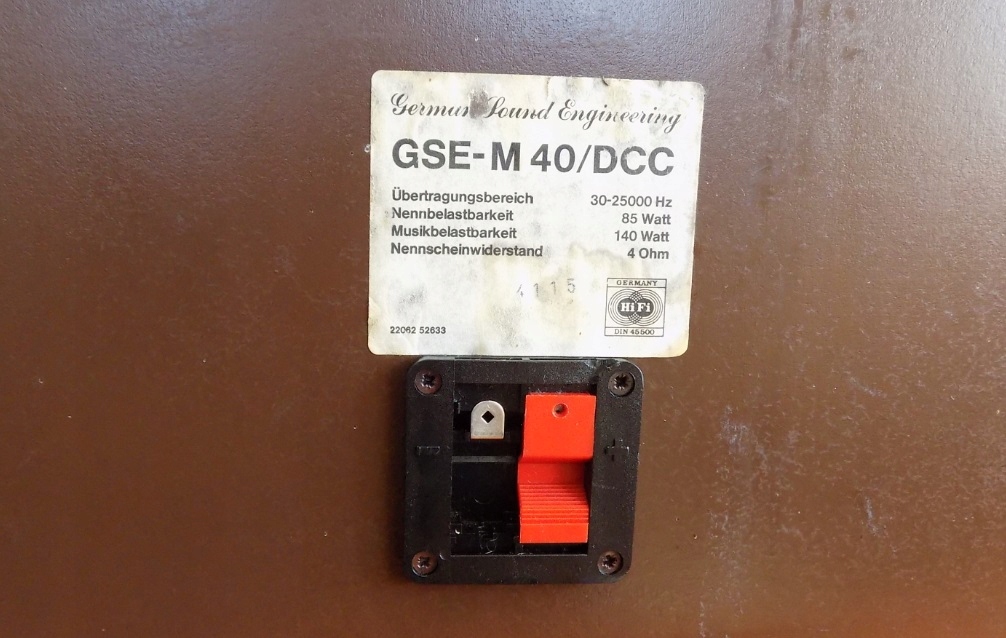 German Sound Engineering
GSE-M 40/DCC
Übertragungsbereich 30-25000 Hz
Nennbelastbarkeit 85 Watt
Musikbelastbarkeit 140 Watt
Nennscheinwiderstand 4 Ohm
4115
GERMANY
HiFi
DIN 45500
22062 52633
+